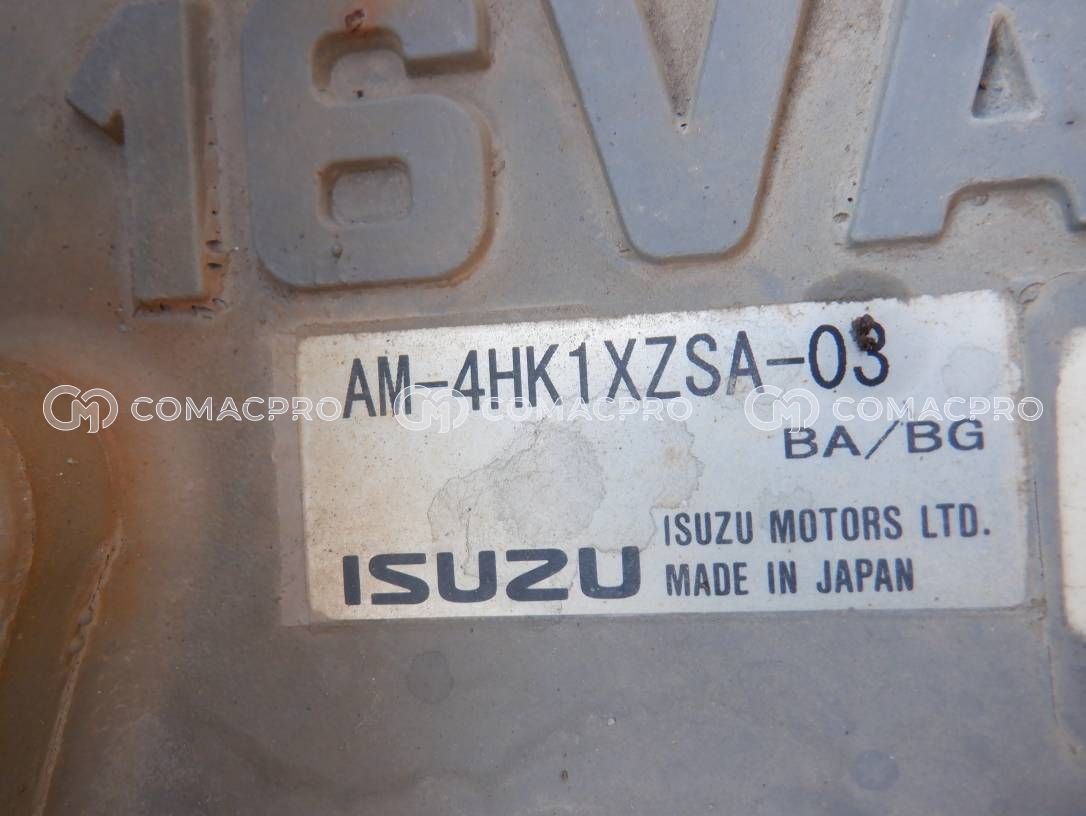 16VA
AM-4HK1XZSA-03
COMACPRO COMACPRO COMACPRO
BA/BG
ISUZU MOTORS LTD.
ISUZU MADE IN JAPAN